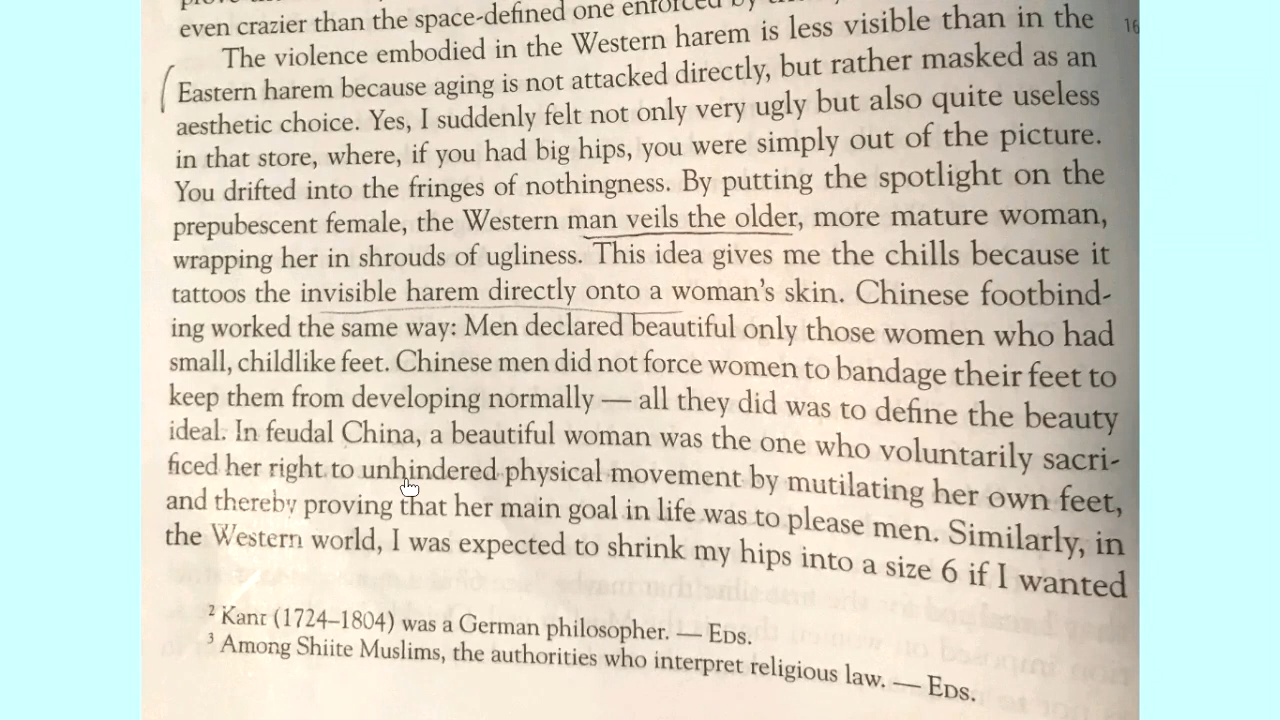 even crazier than the space-defined one enforced by
The violence embodied in the Western harem is less visible than in the
Eastern harem because aging is not attacked directly, but rather masked as an
aesthetic choice. Yes, I suddenly felt not only very ugly but also quite useless
in that store, where, if you had big hips, you were simply out of the picture.
You drifted into the fringes of nothingness. By putting the spotlight on the
prepubescent female, the Western man veils the older, more mature woman,
wrapping her in shrouds of ugliness. This idea gives me the chills because it
tattoos the invisible harem directly onto a woman's skin. Chinese footbind-
ing worked the same way: Men declared beautiful only those women who had
small, childlike feet. Chinese men did not force women to bandage their feet to
keep them from developing normally — all they did was to define the beauty
ideal. In feudal China, a beautiful woman was the one who voluntarily sacri-
ficed her right to unhindered physical movement by mutilating her own feet,
and thereby proving that her main goal in life was to please men. Similarly, in
the Western world, I was expected to shrink my hips into a size 6 if I wanted
² Kant (1724–1804) was a German philosopher. — EDS.
³ Among Shiite Muslims, the authorities who interpret religious law. — EDS.
16